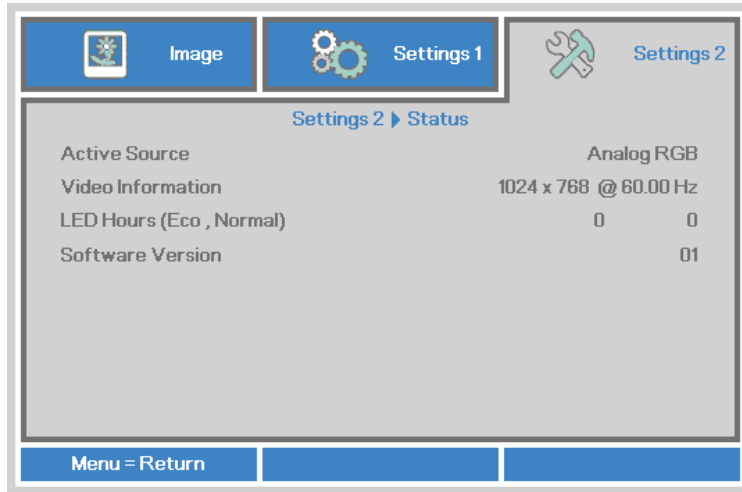 Image Settings 1 Settings 2
Settings 2 ▶ Status
Active Source Analog RGB
Video Information 1024 x 768 @ 60.00 Hz
LED Hours (Eco , Normal) 0 0
Software Version 01
Menu = Return